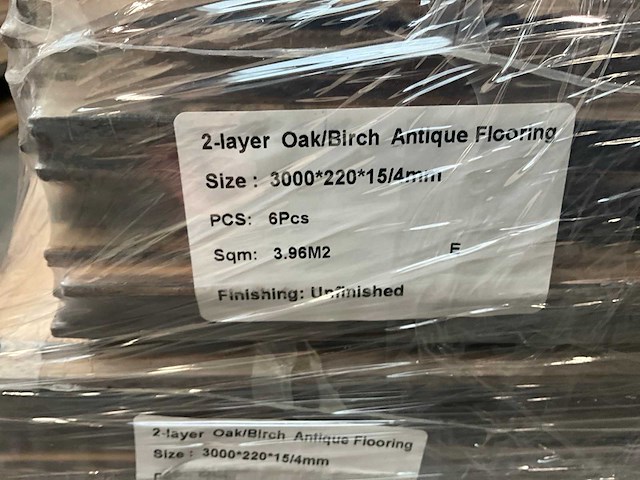 2-layer Oak/Birch Antique Flooring
Size : 3000*220*15/4mm
PCS: 6Pcs
Sqm: 3.96M2 E
Finishing: Unfinished
2-layer Oak/Birch Antique Flooring
Size : 3000*220*15/4mm